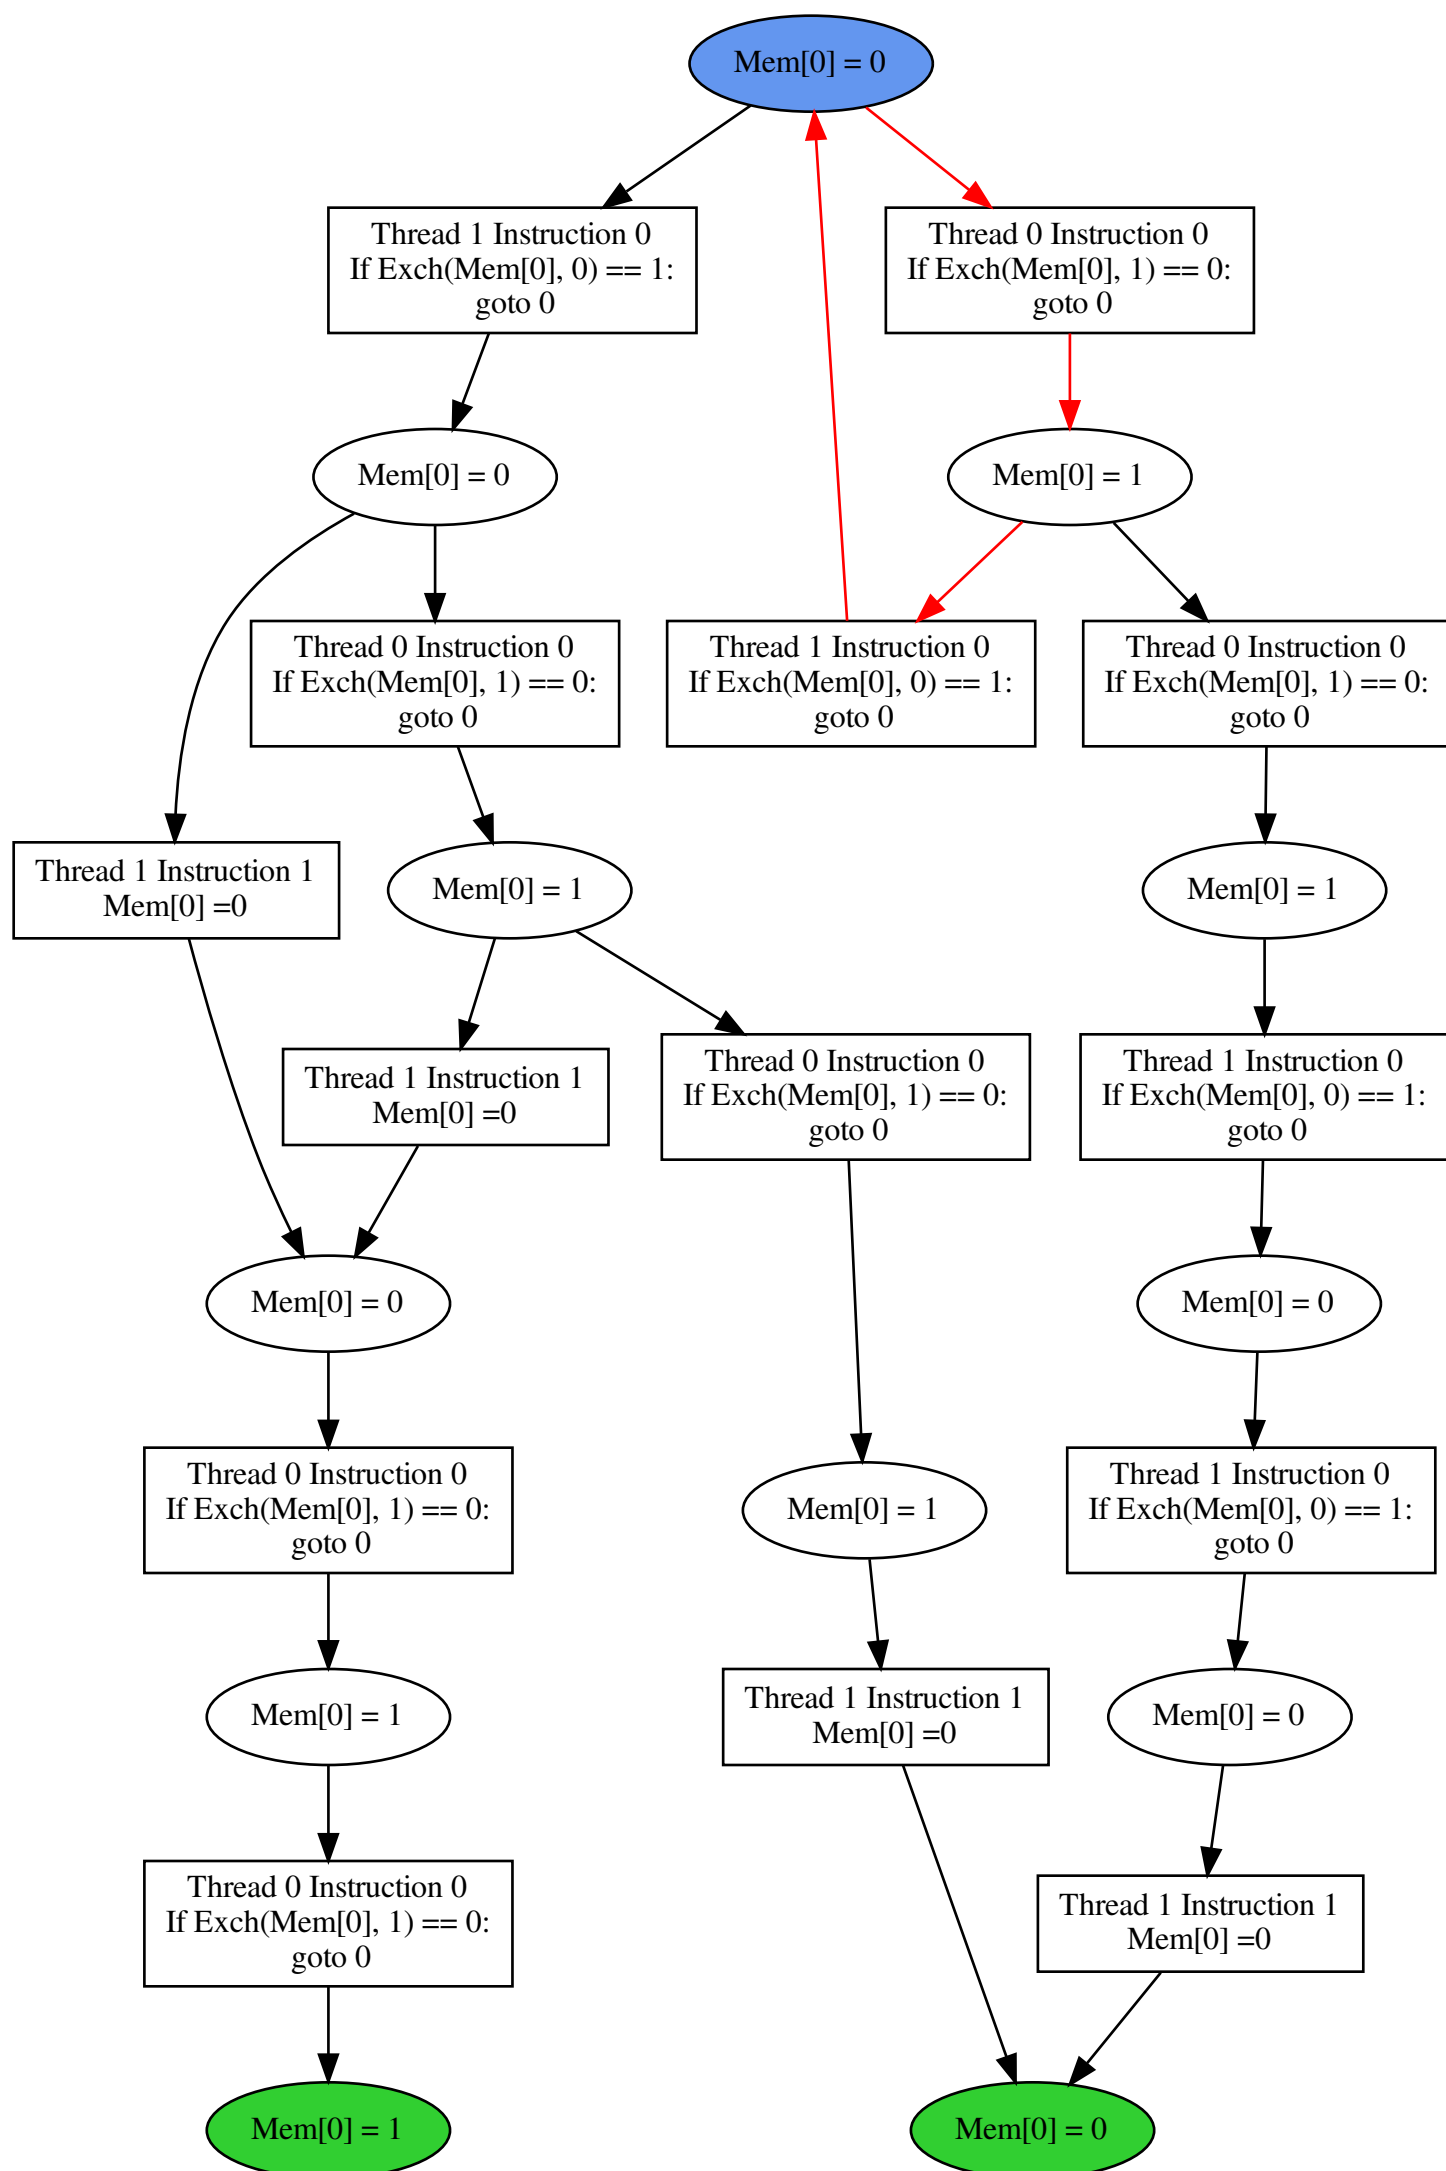 Mem[0] = 0
Thread 1 Instruction 0
If Exch(Mem[0], 0) == 1:
goto 0
Thread 0 Instruction 0
If Exch(Mem[0], 1) == 0:
goto 0
Mem[0] = 0
Mem[0] = 1
Thread 0 Instruction 0
If Exch(Mem[0], 1) == 0:
goto 0
Thread 1 Instruction 0
If Exch(Mem[0], 0) == 1:
goto 0
Thread 0 Instruction 0
If Exch(Mem[0], 1) == 0:
goto 0
Thread 1 Instruction 1
Mem[0] =0
Mem[0] = 1
Mem[0] = 1
Thread 1 Instruction 1
Mem[0] =0
Thread 0 Instruction 0
If Exch(Mem[0], 1) == 0:
goto 0
Thread 1 Instruction 0
If Exch(Mem[0], 0) == 1:
goto 0
Mem[0] = 0
Mem[0] = 0
Thread 0 Instruction 0
If Exch(Mem[0], 1) == 0:
goto 0
Mem[0] = 1
Thread 1 Instruction 0
If Exch(Mem[0], 0) == 1:
goto 0
Mem[0] = 1
Thread 1 Instruction 1
Mem[0] =0
Mem[0] = 0
Thread 0 Instruction 0
If Exch(Mem[0], 1) == 0:
goto 0
Thread 1 Instruction 1
Mem[0] =0
Mem[0] = 1
Mem[0] = 0